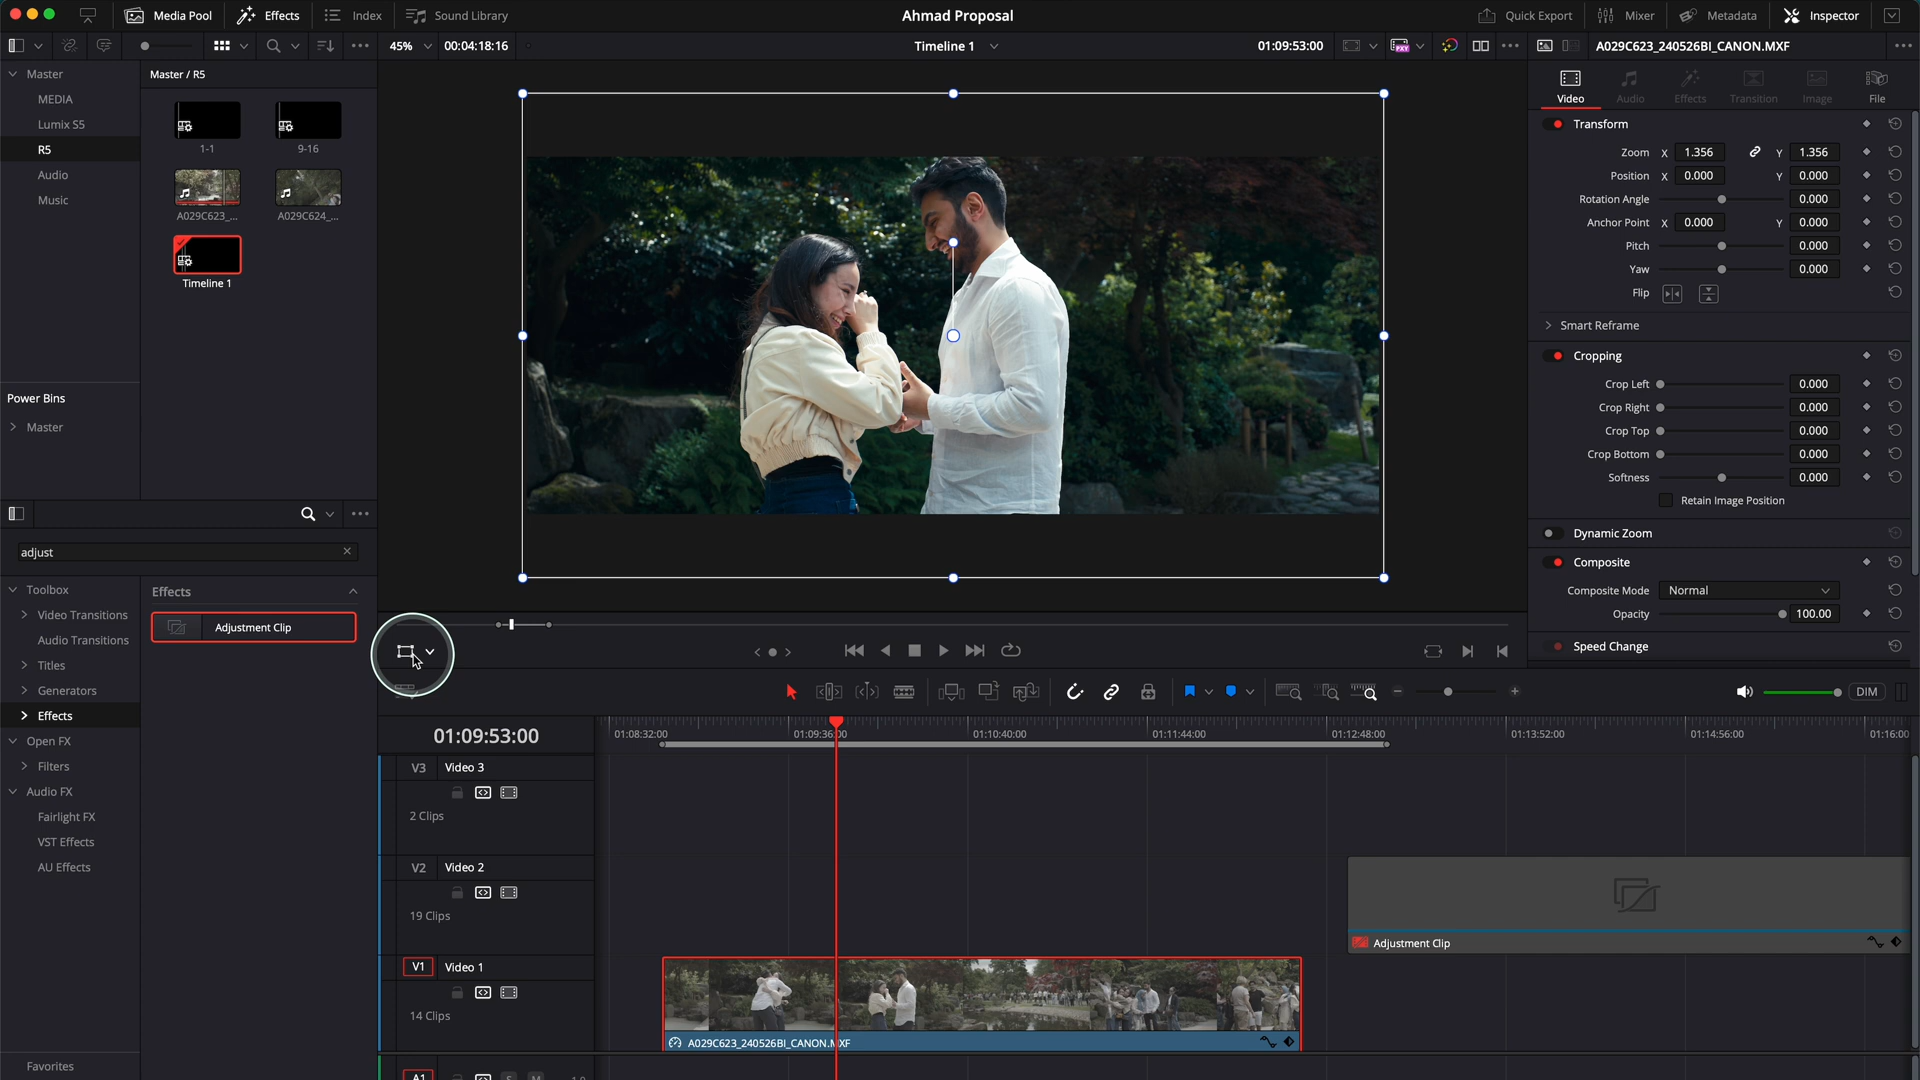 Media Pool
Effects
Index
Sound Library
Ahmad Proposal
Quick Export
Mixer
Metadata
Inspector
45%
00:04:18:16
Timeline 1
01:09:53:00
A029C623_240526BI_CANON.MXF
Master
MEDIA
Lumix S5
R5
Audio
Music
Power Bins
Master
Master / R5
1-1
9-16
A029C623_...
A029C624_...
Timeline 1
Video
Audio
Effects
Transition
Image
File
Transform
Zoom X 1.356 Y 1.356
Position X 0.000 Y 0.000
Rotation Angle 0.000
Anchor Point X 0.000 Y 0.000
Pitch 0.000
Yaw 0.000
Flip
Smart Reframe
Cropping
Crop Left 0.000
Crop Right 0.000
Crop Top 0.000
Crop Bottom 0.000
Softness 0.000
Retain Image Position
Dynamic Zoom
Composite
Composite Mode Normal
Opacity 100.00
Speed Change
adjust
Toolbox
Video Transitions
Audio Transitions
Titles
Generators
Effects
Open FX
Filters
Audio FX
Fairlight FX
VST Effects
AU Effects
Favorites
Effects
Adjustment Clip
DIM
01:09:53:00
01:08:32:00
01:09:36:00
01:10:40:00
01:11:44:00
01:12:48:00
01:13:52:00
01:14:56:00
01:16:00
V3 Video 3
2 Clips
V2 Video 2
19 Clips
Adjustment Clip
V1 Video 1
14 Clips
A029C623_240526BI_CANON.MXF
A1
S
M
1.0